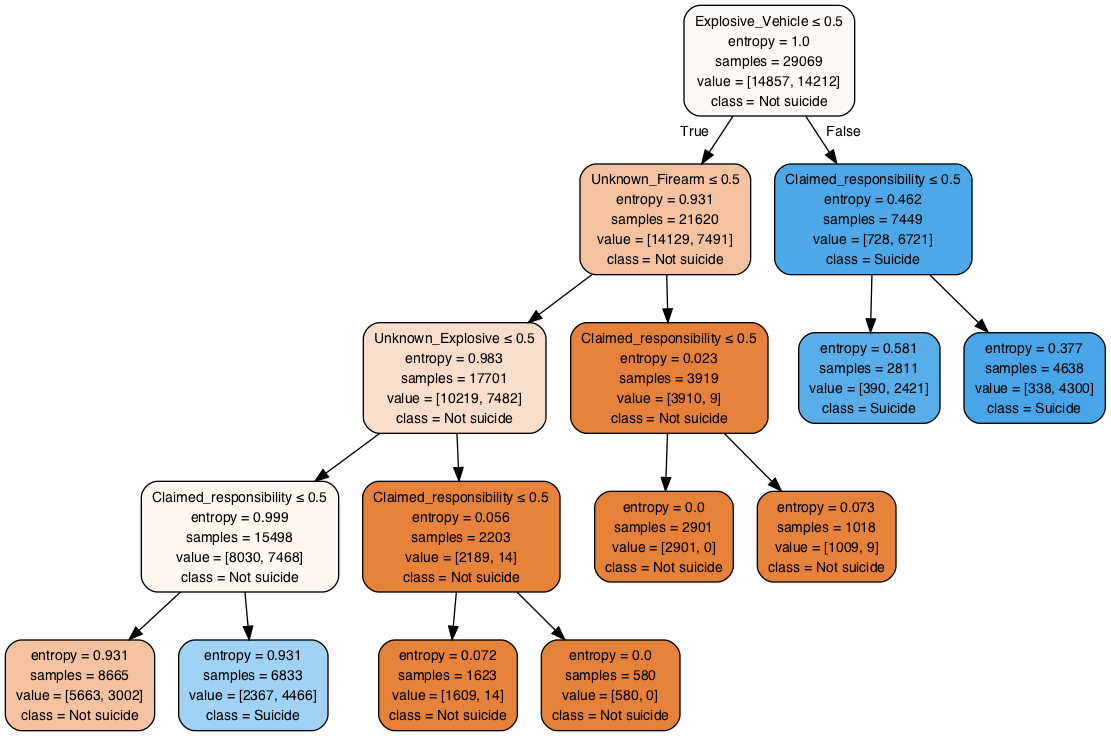 Explosive_Vehicle ≤ 0.5
entropy = 1.0
samples = 29069
value = [14857, 14212]
class = Not suicide
True
False
Unknown_Firearm ≤ 0.5
entropy = 0.931
samples = 21620
value = [14129, 7491]
class = Not suicide
Claimed_responsibility ≤ 0.5
entropy = 0.462
samples = 7449
value = [728, 6721]
class = Suicide
Unknown_Explosive ≤ 0.5
entropy = 0.983
samples = 17701
value = [10219, 7482]
class = Not suicide
Claimed_responsibility ≤ 0.5
entropy = 0.023
samples = 3919
value = [3910, 9]
class = Not suicide
entropy = 0.581
samples = 2811
value = [390, 2421]
class = Suicide
entropy = 0.377
samples = 4638
value = [338, 4300]
class = Suicide
Claimed_responsibility ≤ 0.5
entropy = 0.999
samples = 15498
value = [8030, 7468]
class = Not suicide
Claimed_responsibility ≤ 0.5
entropy = 0.056
samples = 2203
value = [2189, 14]
class = Not suicide
entropy = 0.0
samples = 2901
value = [2901, 0]
class = Not suicide
entropy = 0.073
samples = 1018
value = [1009, 9]
class = Not suicide
entropy = 0.931
samples = 8665
value = [5663, 3002]
class = Not suicide
entropy = 0.931
samples = 6833
value = [2367, 4466]
class = Suicide
entropy = 0.072
samples = 1623
value = [1609, 14]
class = Not suicide
entropy = 0.0
samples = 580
value = [580, 0]
class = Not suicide